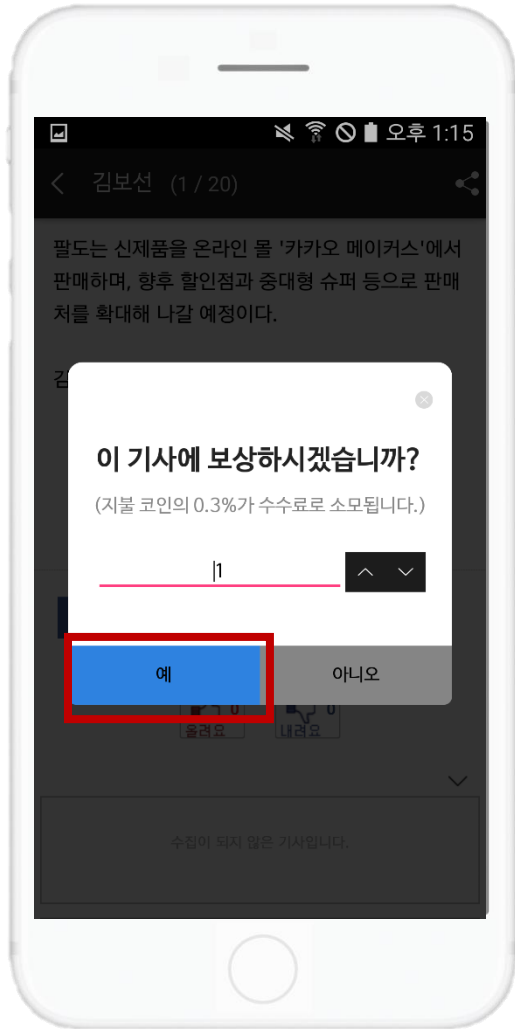 오후 1:15
김보선 (1 / 20)
팔도는 신제품을 온라인 몰 '카카오 메이커스'에서
판매하며, 향후 할인점과 중대형 슈퍼 등으로 판매
처를 확대해 나갈 예정이다.
김
이 기사에 보상하시겠습니까?
(지불 코인의 0.3%가 수수료로 소모됩니다.)
1
예 아니오
0 0
올려요 내려요
수집이 되지 않은 기사입니다.